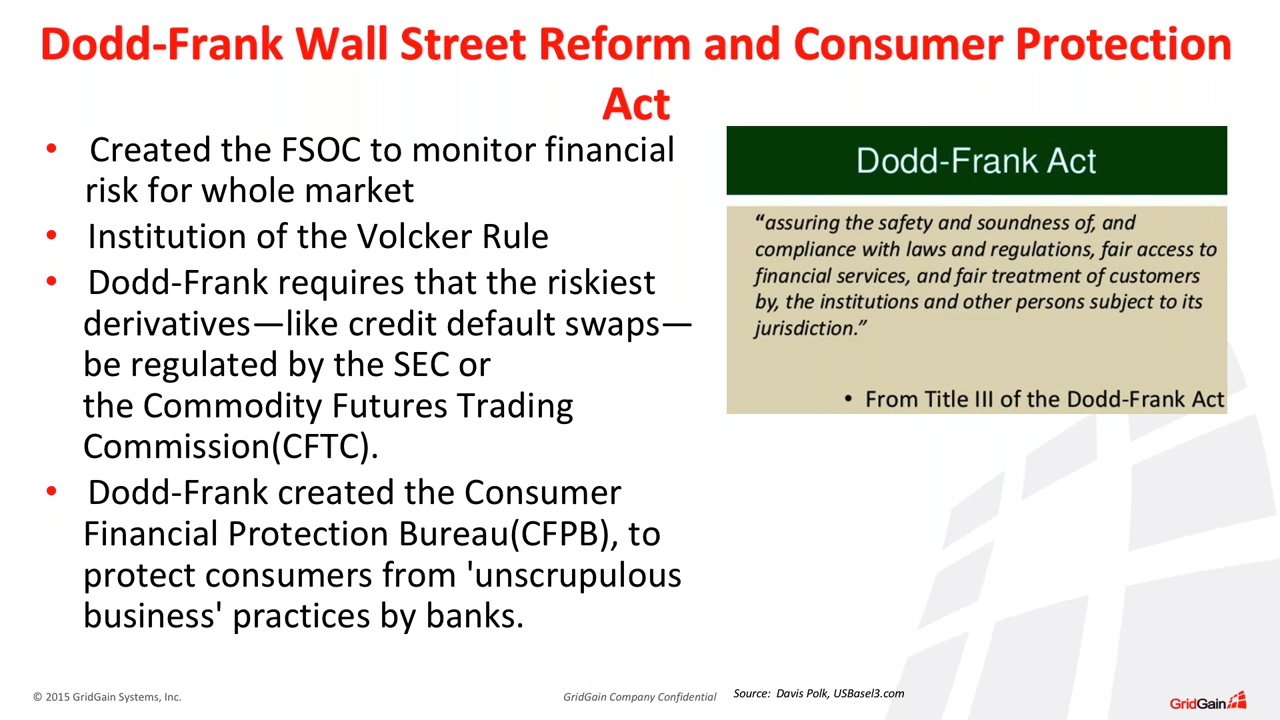 Dodd-Frank Wall Street Reform and Consumer Protection
Act
• Created the FSOC to monitor financial
risk for whole market
• Institution of the Volcker Rule
• Dodd-Frank requires that the riskiest
derivatives—like credit default swaps—
be regulated by the SEC or
the Commodity Futures Trading
Commission(CFTC).
• Dodd-Frank created the Consumer
Financial Protection Bureau(CFPB), to
protect consumers from 'unscrupulous
business' practices by banks.
Dodd-Frank Act
“assuring the safety and soundness of, and
compliance with laws and regulations, fair access to
financial services, and fair treatment of customers
by, the institutions and other persons subject to its
jurisdiction.”
• From Title III of the Dodd-Frank Act
© 2015 GridGain Systems, Inc.
GridGain Company Confidential
Source: Davis Polk, USBasel3.com
GridGain